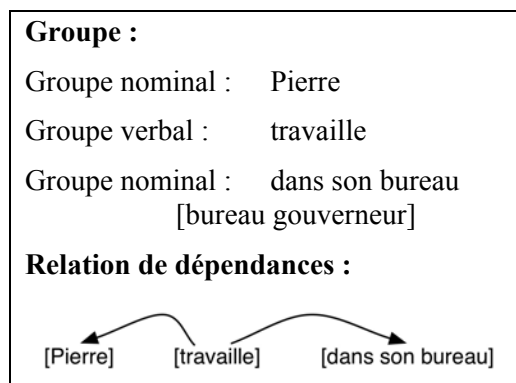 Groupe :
Groupe nominal : Pierre
Groupe verbal : travaille
Groupe nominal : dans son bureau
[bureau gouverneur]
Relation de dépendances :
[Pierre] [travaille] [dans son bureau]